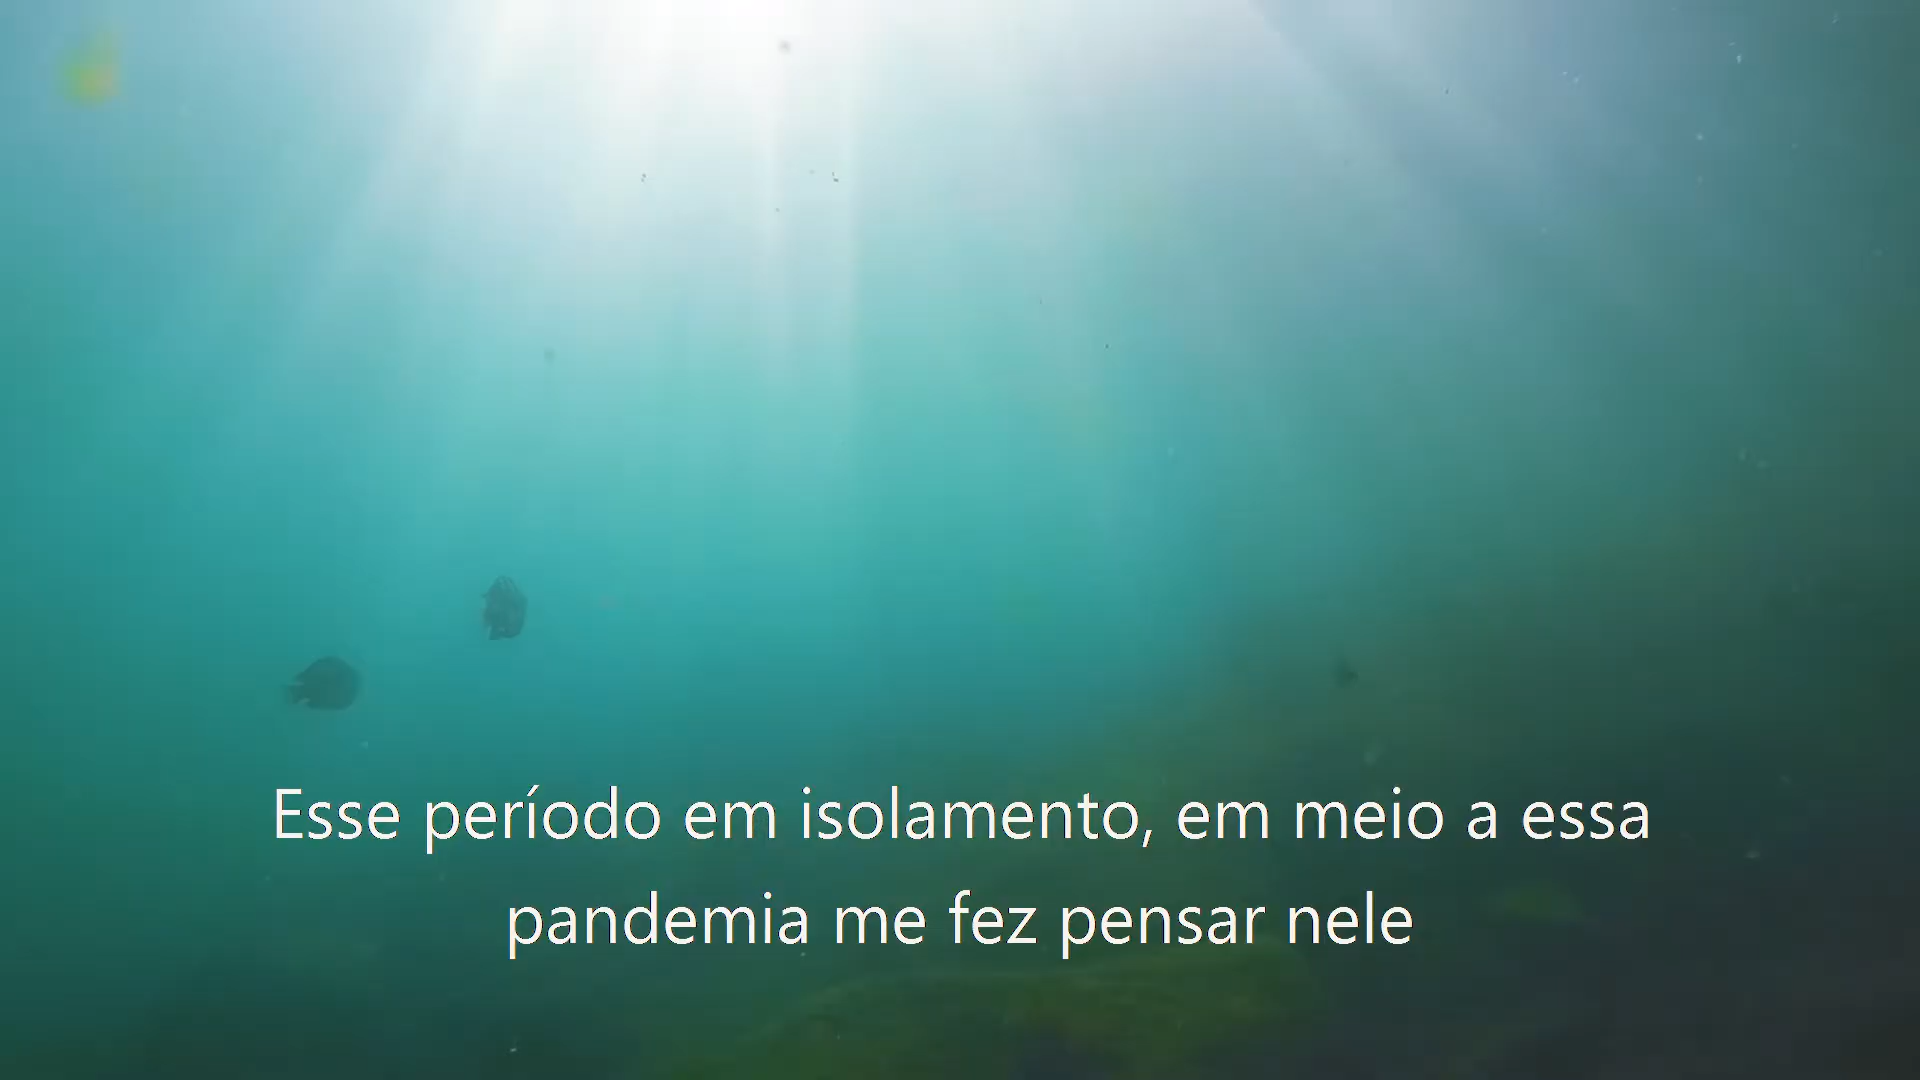 Esse período em isolamento, em meio a essa
pandemia me fez pensar nele